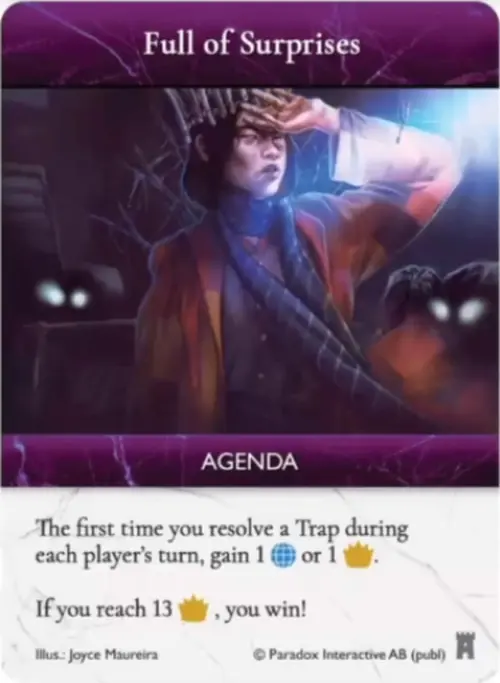 Full of Surprises
AGENDA
The first time you resolve a Trap during
each player's turn, gain 1 or 1 .
If you reach 13 , you win!
Illus.: Joyce Maureira © Paradox Interactive AB (publ)